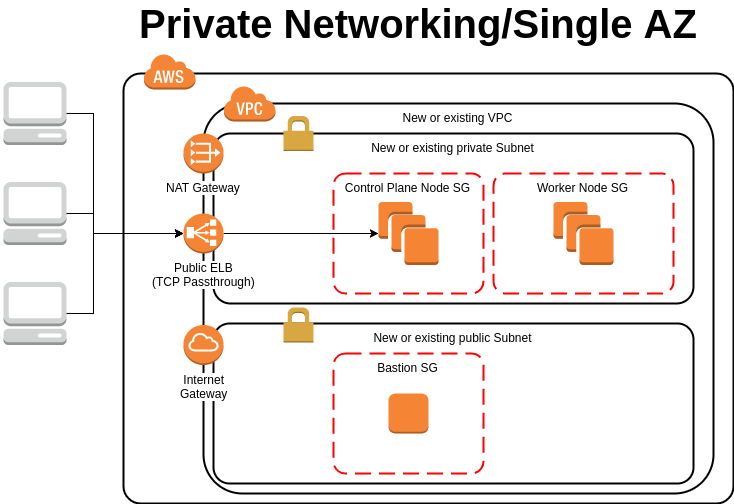 Private Networking/Single AZ
AWS
VPC
New or existing VPC
New or existing private Subnet
NAT Gateway
Control Plane Node SG
Worker Node SG
Public ELB
(TCP Passthrough)
New or existing public Subnet
Internet
Gateway
Bastion SG